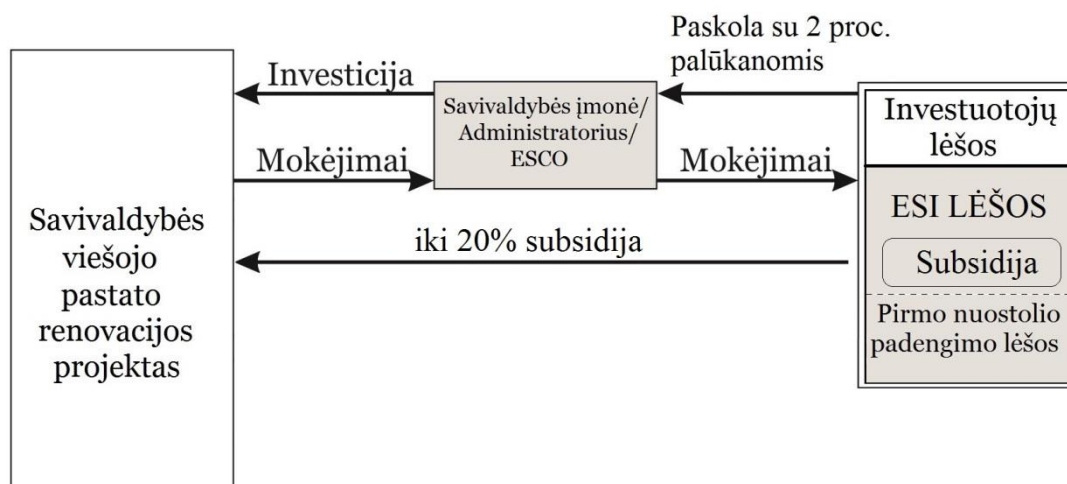 Savivaldybės
viešojo
pastato
renovacijos
projektas
Investicija
Mokėjimai
Savivaldybės įmonė/
Administratorius/
ESCO
Paskola su 2 proc.
palūkanomis
Mokėjimai
iki 20% subsidija
Investuotojų
lėšos
ESI LĖŠOS
Subsidija
Pirmo nuostolio
padengimo lėšos